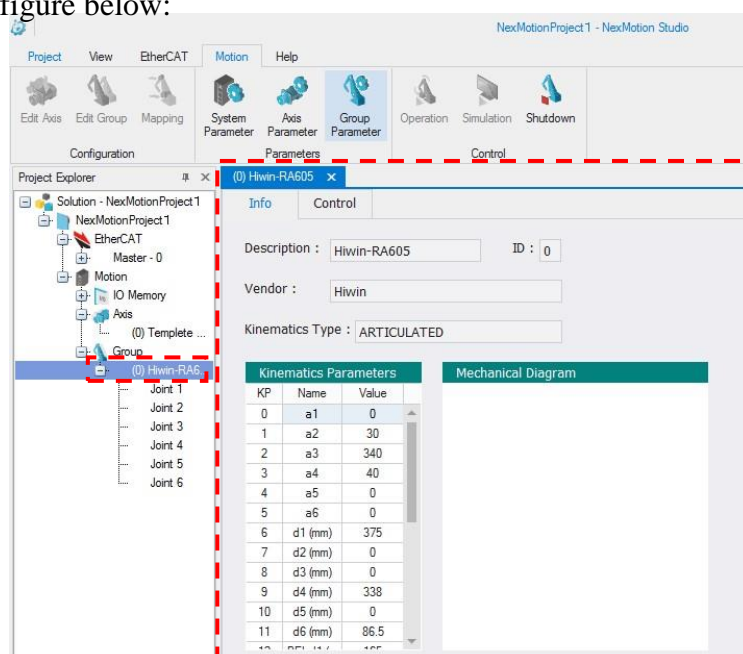 figure below:
NexMotionProject1 - NexMotion Studio
Project View EtherCAT Motion Help
Edit Axis Edit Group Mapping System Parameter Axis Parameter Group Parameter Operation Simulation Shutdown
Configuration Parameters Control
Project Explorer
(0) Hiwin-RA605
Solution - NexMotionProject1
NexMotionProject1
EtherCAT
Master - 0
Motion
IO Memory
Axis
(0) Templete ...
Group
(0) Hiwin-RA6..
Joint 1
Joint 2
Joint 3
Joint 4
Joint 5
Joint 6
Info Control
Description : Hiwin-RA605 ID : 0
Vendor : Hiwin
Kinematics Type : ARTICULATED
Kinematics Parameters Mechanical Diagram
KP Name Value
0 a1 0
1 a2 30
2 a3 340
3 a4 40
4 a5 0
5 a6 0
6 d1 (mm) 375
7 d2 (mm) 0
8 d3 (mm) 0
9 d4 (mm) 338
10 d5 (mm) 0
11 d6 (mm) 86.5